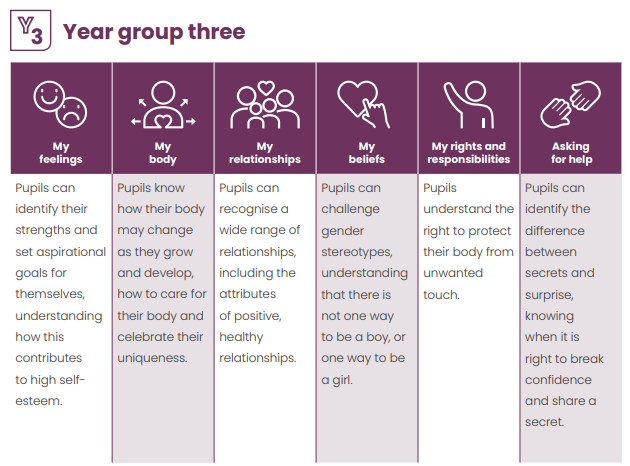 Y3
Year group three
My
feelings
Pupils can
identify their
strengths and
set aspirational
goals for
themselves,
understanding
how this
contributes
to high self-
esteem.
My
body
Pupils know
how their body
may change
as they grow
and develop,
how to care for
their body and
celebrate their
uniqueness.
My
relationships
Pupils can
recognise a
wide range of
relationships,
including the
attributes
of positive,
healthy
relationships.
My
beliefs
Pupils can
challenge
gender
stereotypes,
understanding
that there is
not one way
to be a boy, or
one way to be
a girl.
My rights and
responsibilities
Pupils
understand the
right to protect
their body from
unwanted
touch.
Asking
for help
Pupils can
identify the
difference
between
secrets and
surprise,
knowing
when it is
right to break
confidence
and share a
secret.